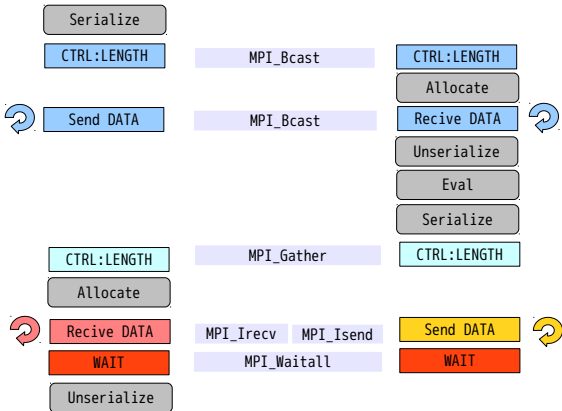 Serialize
CTRL:LENGTH MPI_Bcast CTRL:LENGTH
Allocate
Send DATA MPI_Bcast Recive DATA
Unserialize
Eval
Serialize
CTRL:LENGTH MPI_Gather CTRL:LENGTH
Allocate
Recive DATA MPI_Irecv MPI_Isend Send DATA
WAIT MPI_Waitall WAIT
Unserialize